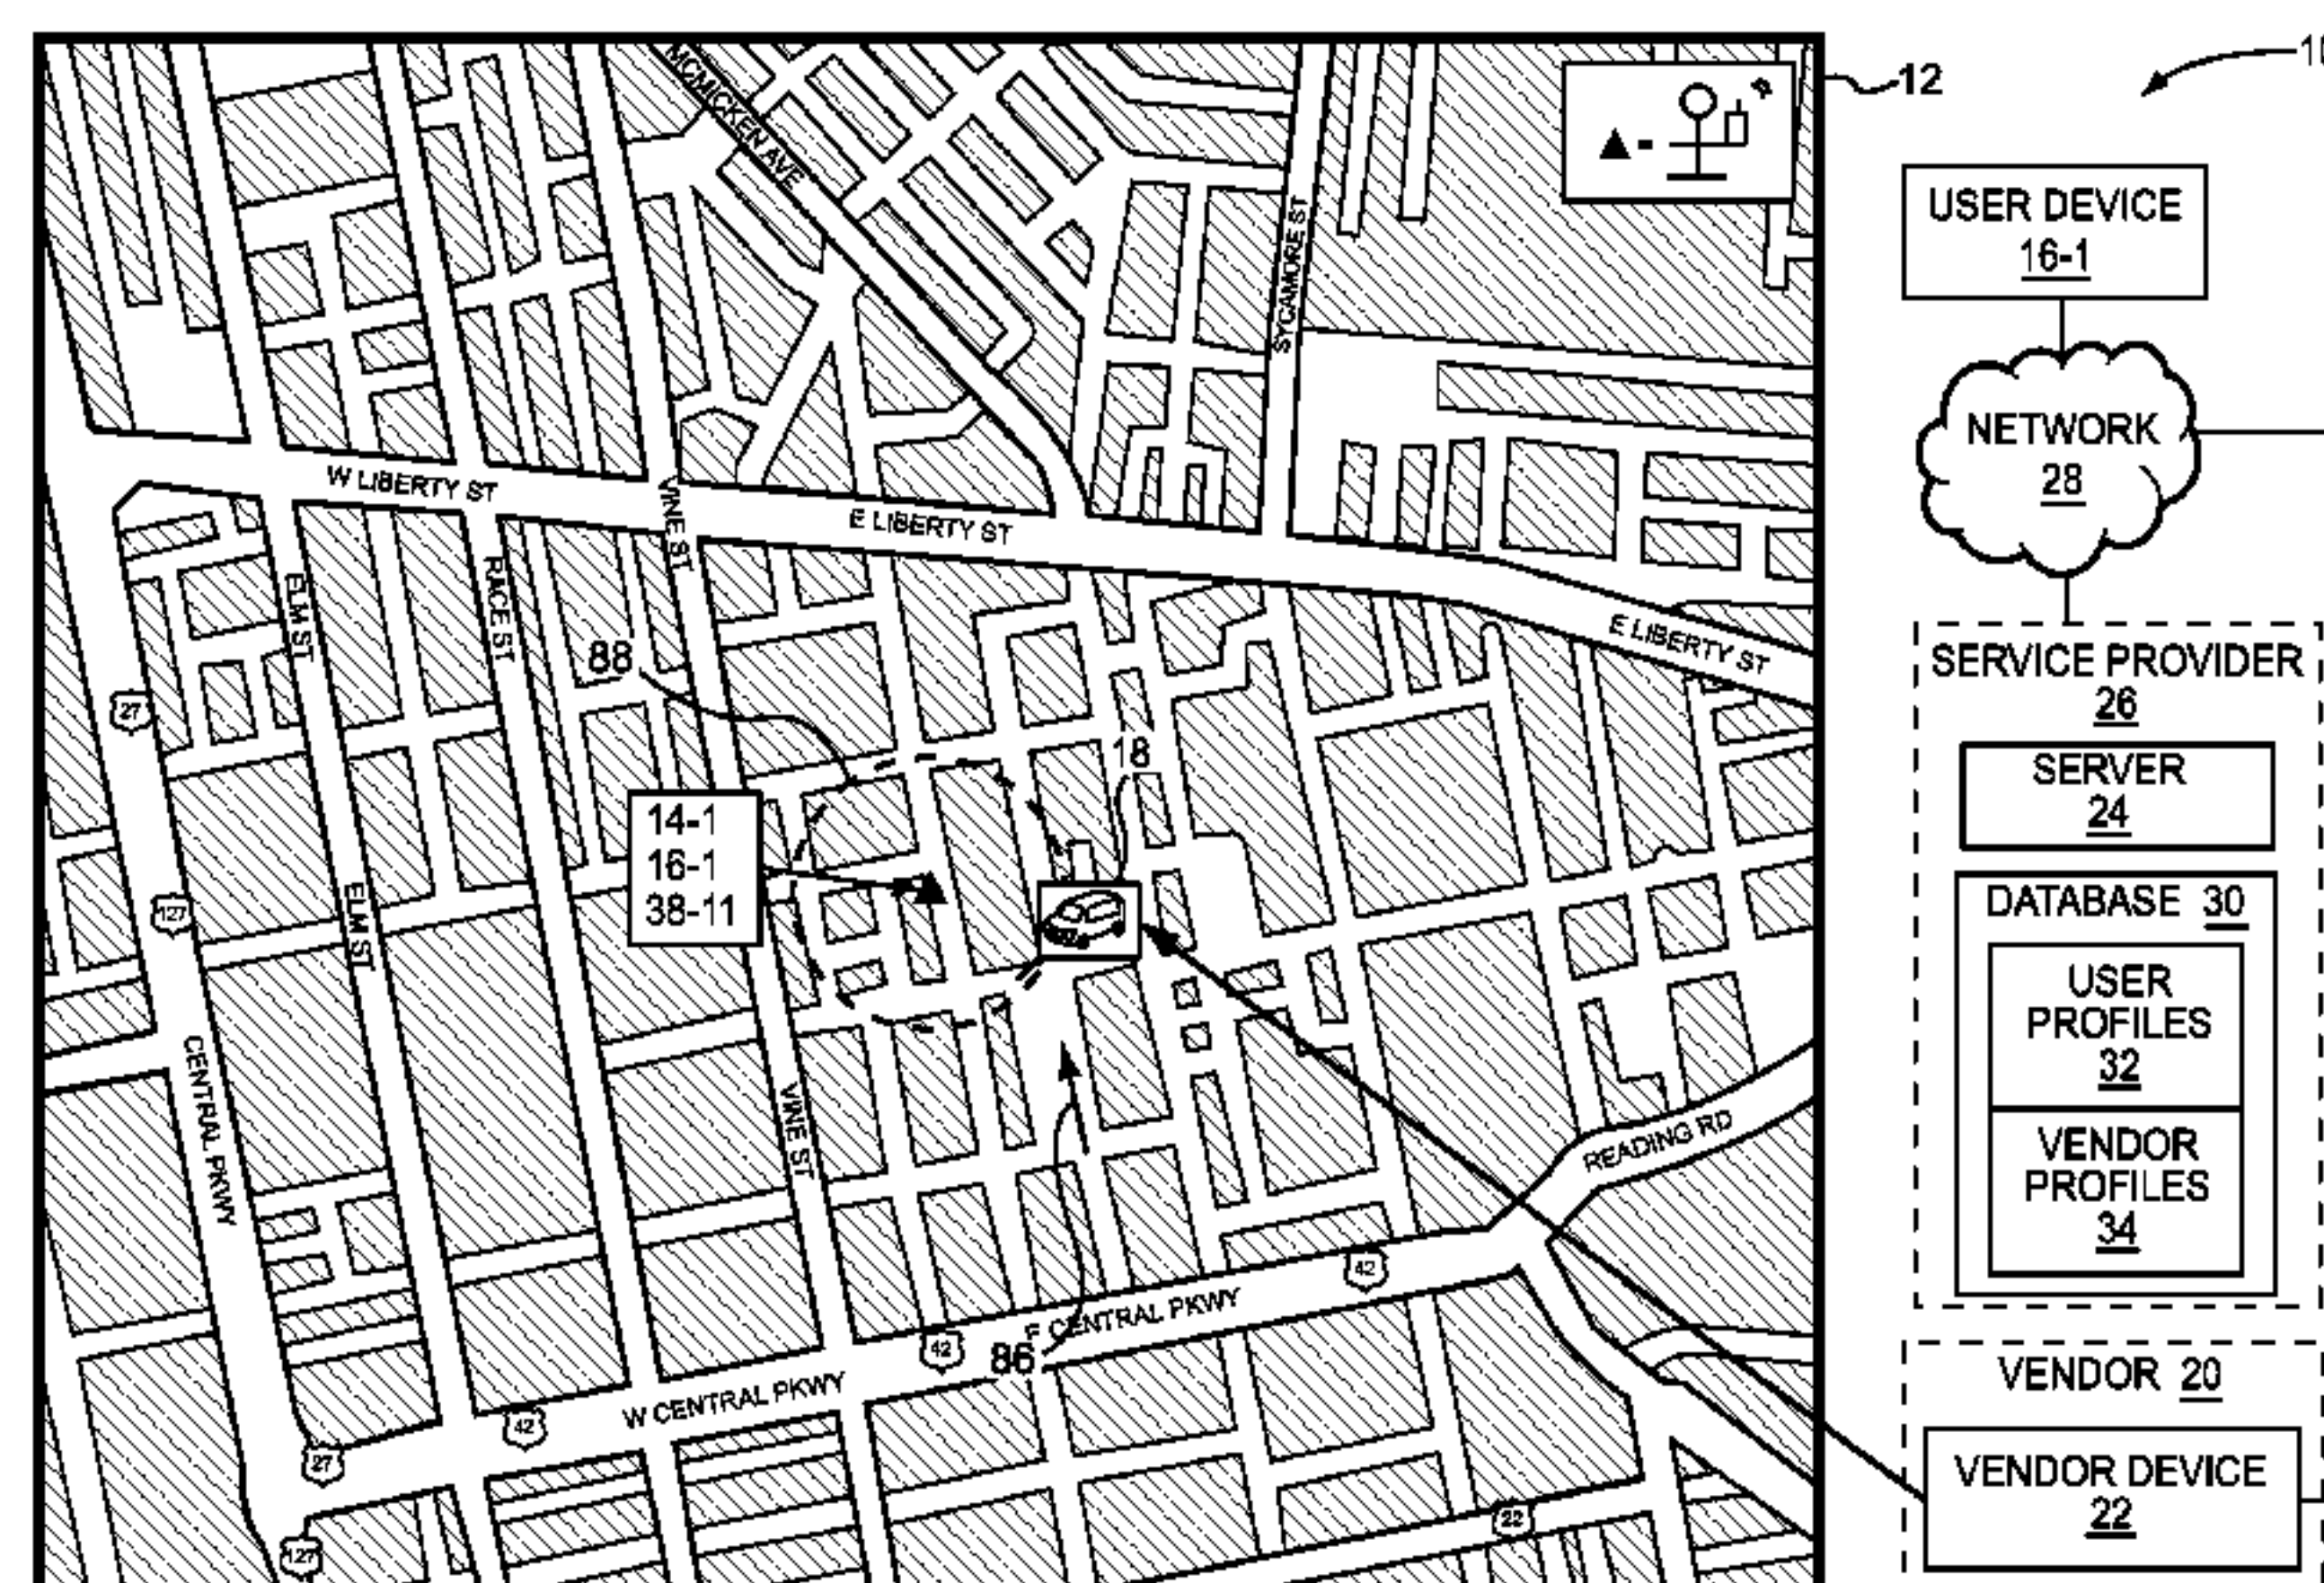 MCMICKEN AVE
12
USER DEVICE
16-1
SYCAMORE ST
NETWORK
28
W LIBERTY ST
VINE ST
E LIBERTY ST
ELM ST
RACE ST
88
E LIBERTY ST
SERVICE PROVIDER
26
27
18
SERVER
24
14-1
16-1
38-11
127
ELM ST
DATABASE 30
USER
PROFILES
32
CENTRAL PKWY
VINE ST
READING RD
VENDOR
PROFILES
34
42
CENTRAL PKWY
42
86
VENDOR 20
W CENTRAL PKWY
42
27
VENDOR DEVICE
22
22
127